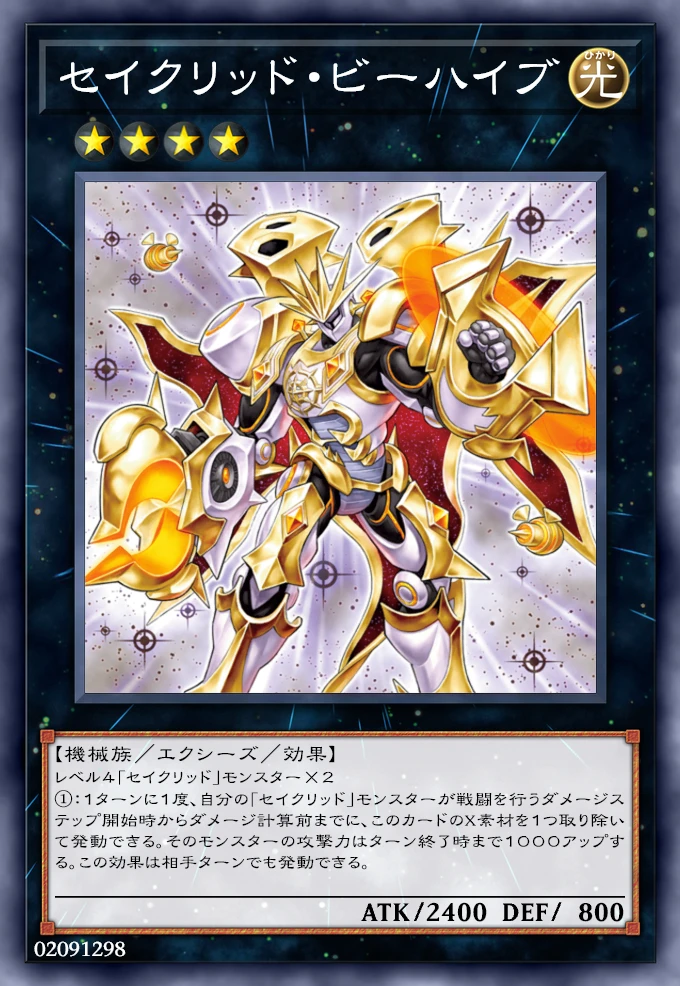 セイクリッド・ビーハイブ
ひかり
光
【機械族／エクシーズ／効果】
レベル４「セイクリッド」モンスター×２
①：１ターンに１度、自分の「セイクリッド」モンスターが戦闘を行うダメージス
テップ開始時からダメージ計算前までに、このカードのX素材を１つ取り除い
て発動できる。そのモンスターの攻撃力はターン終了時まで１０００アップす
る。この効果は相手ターンでも発動できる。
ATK/2400 DEF/ 800
02091298